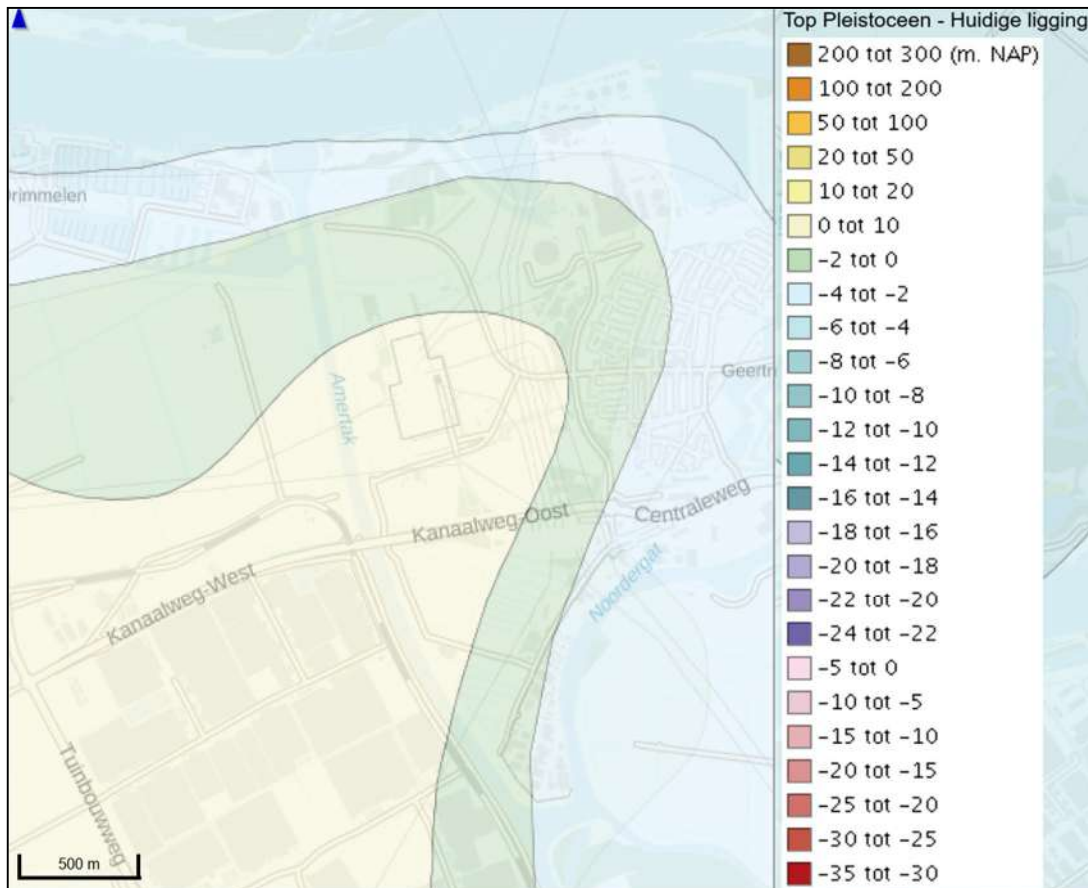 Top Pleistoceen - Huidige ligging
200 tot 300 (m. NAP)
100 tot 200
50 tot 100
20 tot 50
10 tot 20
0 tot 10
-2 tot 0
-4 tot -2
-6 tot -4
-8 tot -6
-10 tot -8
-12 tot -10
-14 tot -12
-16 tot -14
-18 tot -16
-20 tot -18
-22 tot -20
-24 tot -22
-5 tot 0
-10 tot -5
-15 tot -10
-20 tot -15
-25 tot -20
-30 tot -25
-35 tot -30
rimmelen
Geertr
Amertak
Kanaalweg-Oost
Centraleweg
Noordergat
Kanaalweg-West
Tuinbouwweg
500 m